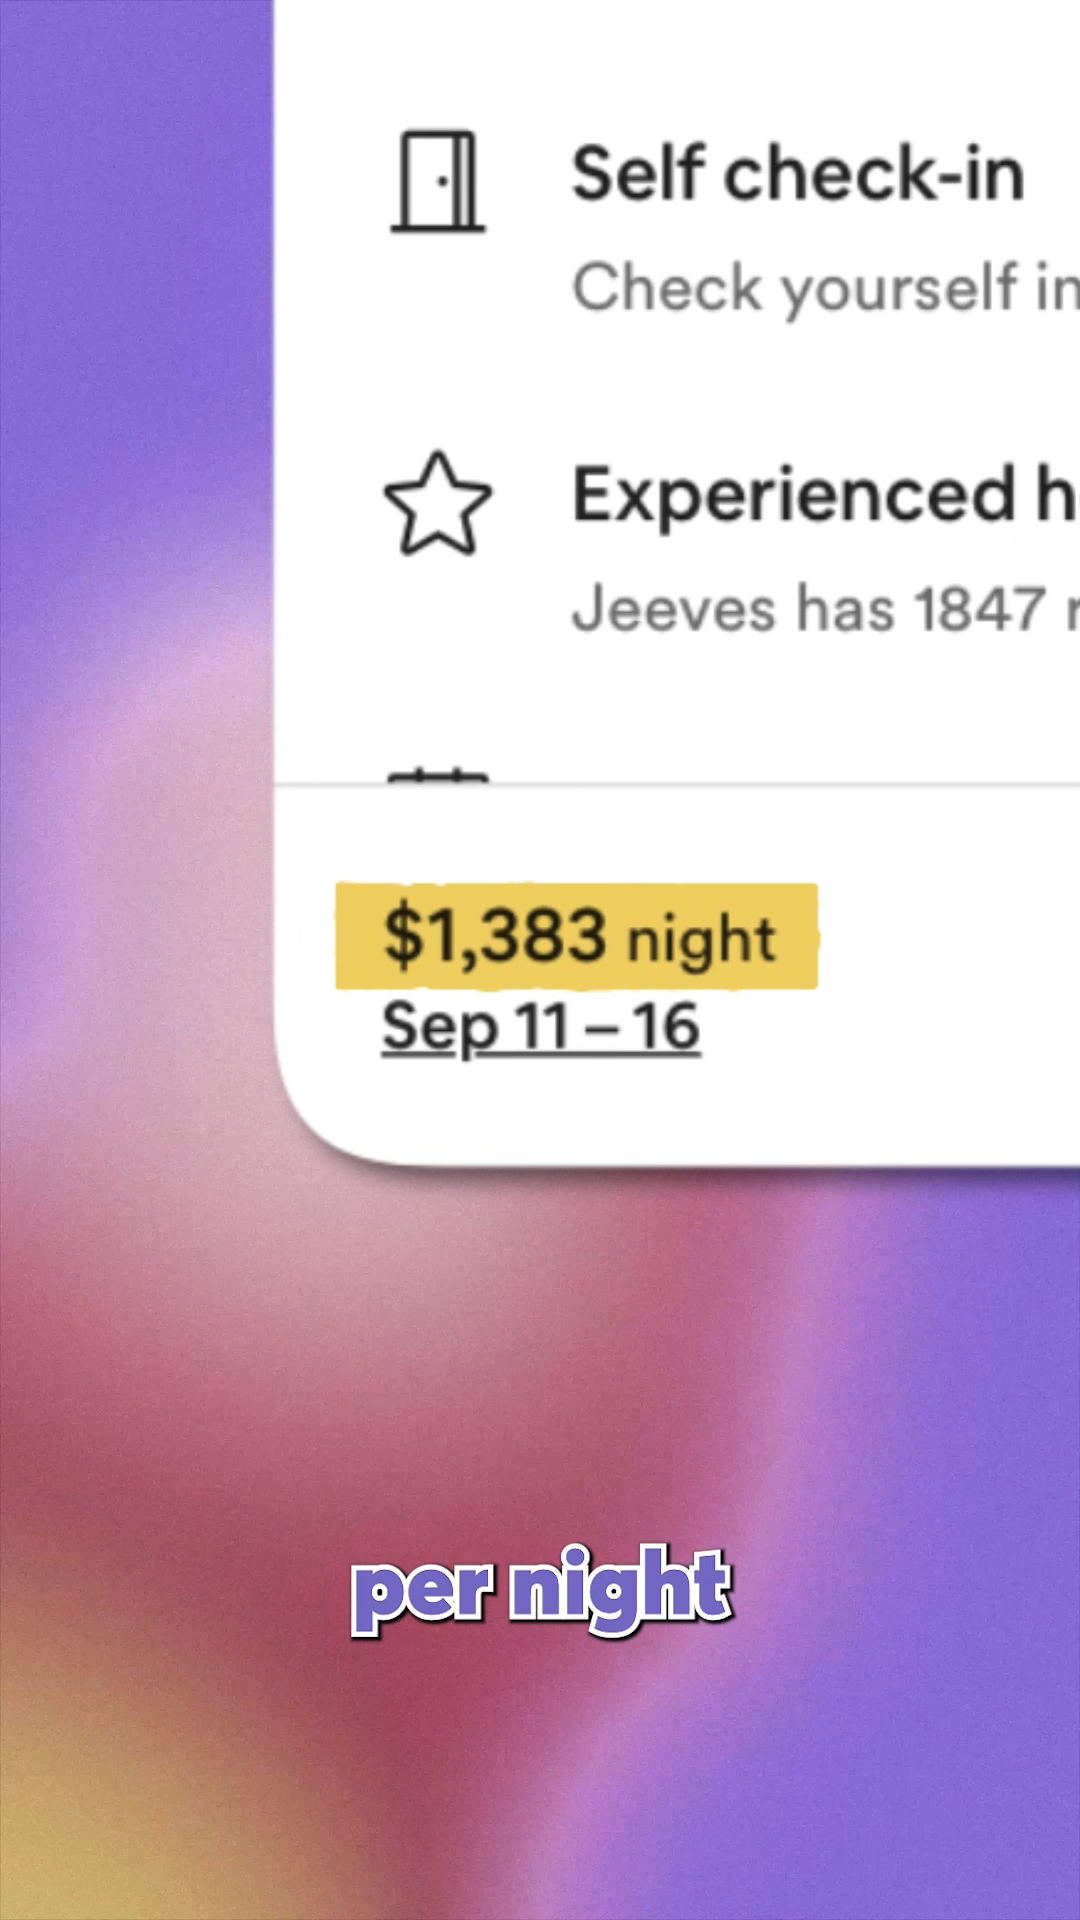 Self check-in
Check yourself in
Experienced h
Jeeves has 1847 r
$1,383 night
Sep 11 – 16
per night